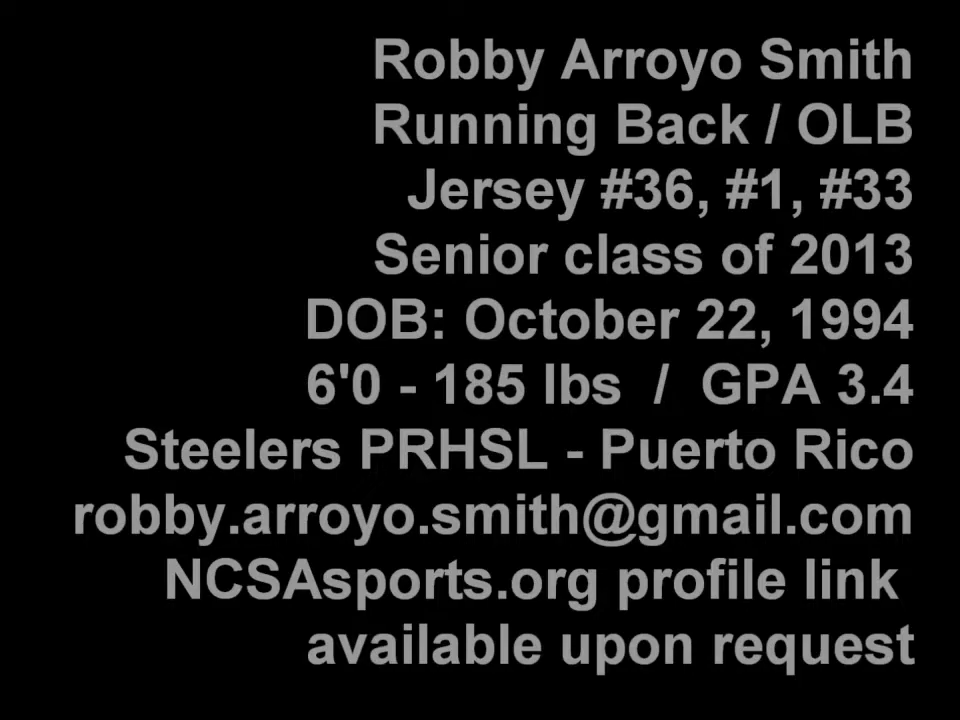 Robby Arroyo Smith
Running Back / OLB
Jersey #36, #1, #33
Senior class of 2013
DOB: October 22, 1994
6'0 - 185 lbs  /  GPA 3.4
Steelers PRHSL - Puerto Rico
robby.arroyo.smith@gmail.com
NCSAsports.org profile link
available upon request